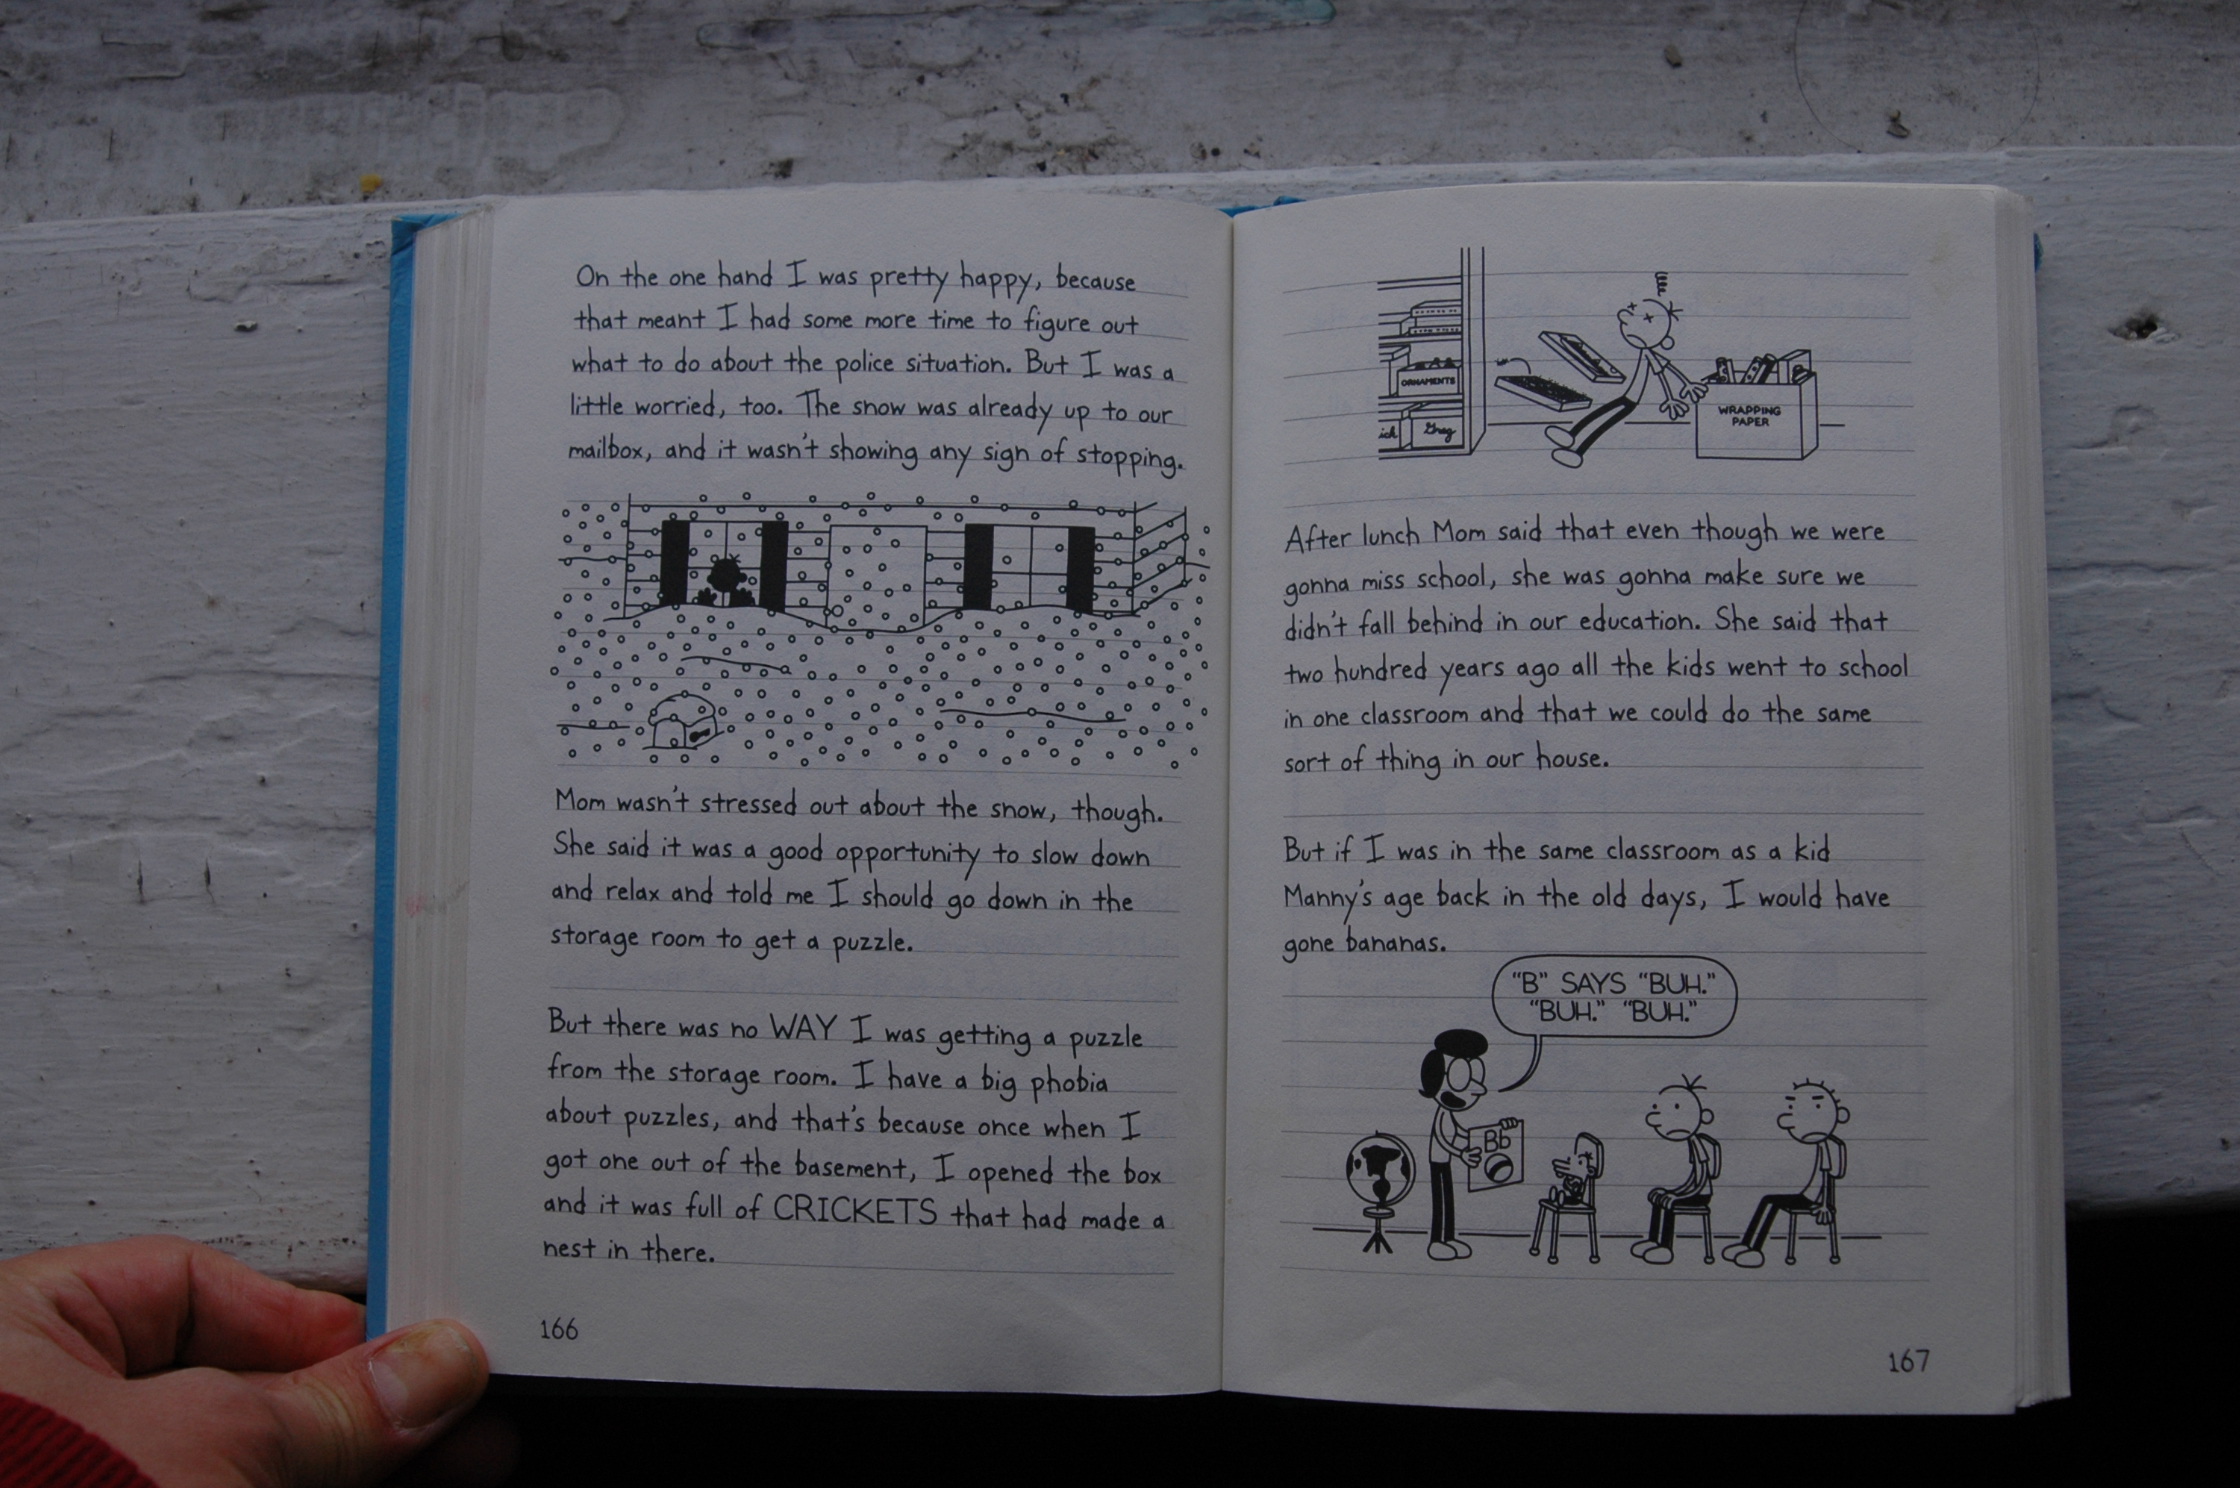 On the one hand I was pretty happy, because
that meant I had some more time to figure out
what to do about the police situation. But I was a
little worried, too. The snow was already up to our
mailbox, and it wasn't showing any sign of stopping.
Mom wasn't stressed out about the snow, though.
She said it was a good opportunity to slow down
and relax and told me I should go down in the
storage room to get a puzzle.
But there was no WAY I was getting a puzzle
from the storage room. I have a big phobia
about puzzles, and that's because once when I
got one out of the basement, I opened the box
and it was full of CRICKETS that had made a
nest in there.
166
ORNAMENTS
ick
Greg
WRAPPING
PAPER
After lunch Mom said that even though we were
gonna miss school, she was gonna make sure we
didn't fall behind in our education. She said that
two hundred years ago all the kids went to school
in one classroom and that we could do the same
sort of thing in our house.
But if I was in the same classroom as a kid
Manny's age back in the old days, I would have
gone bananas.
"B" SAYS "BUH."
"BUH." "BUH."
Bb
167